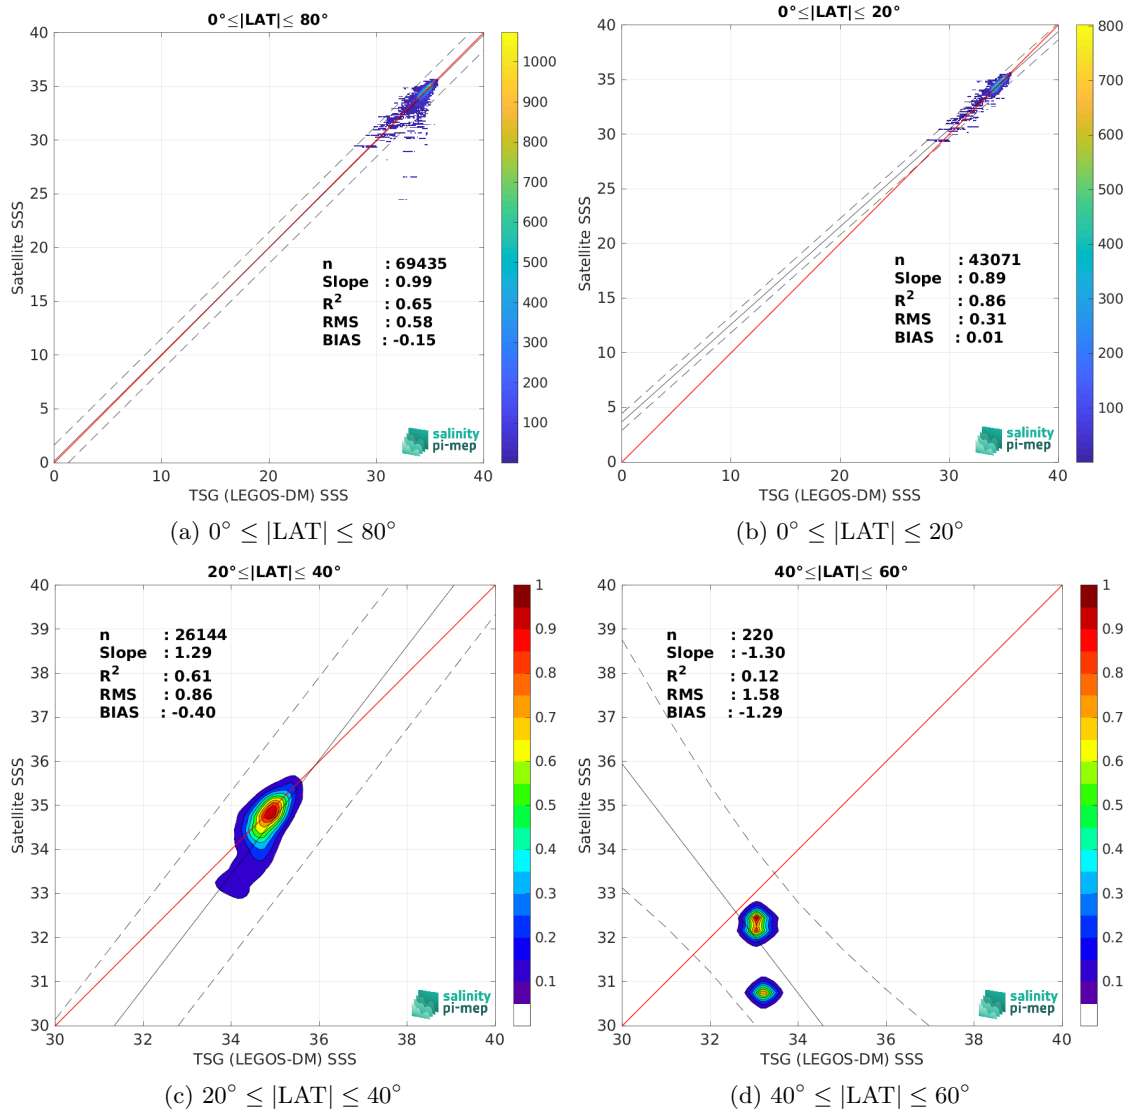 0°≤|LAT|≤ 80°
40
35
30
25
20
15
10
5
0
Satellite SSS
n : 69435
Slope : 0.99
R² : 0.65
RMS : 0.58
BIAS : -0.15
salinity
pi-mep
0 10 20 30 40
TSG (LEGOS-DM) SSS
1000
900
800
700
600
500
400
300
200
100
(a) 0° ≤ |LAT| ≤ 80°
0°≤|LAT|≤ 20°
40
35
30
25
20
15
10
5
0
Satellite SSS
n : 43071
Slope : 0.89
R² : 0.86
RMS : 0.31
BIAS : 0.01
salinity
pi-mep
0 10 20 30 40
TSG (LEGOS-DM) SSS
800
700
600
500
400
300
200
100
(b) 0° ≤ |LAT| ≤ 20°
20°≤|LAT|≤ 40°
40
39
38
37
36
35
34
33
32
31
30
Satellite SSS
n : 26144
Slope : 1.29
R² : 0.61
RMS : 0.86
BIAS : -0.40
salinity
pi-mep
30 32 34 36 38 40
TSG (LEGOS-DM) SSS
1
0.9
0.8
0.7
0.6
0.5
0.4
0.3
0.2
0.1
(c) 20° ≤ |LAT| ≤ 40°
40°≤|LAT|≤ 60°
40
39
38
37
36
35
34
33
32
31
30
Satellite SSS
n : 220
Slope : -1.30
R² : 0.12
RMS : 1.58
BIAS : -1.29
salinity
pi-mep
30 32 34 36 38 40
TSG (LEGOS-DM) SSS
1
0.9
0.8
0.7
0.6
0.5
0.4
0.3
0.2
0.1
(d) 40° ≤ |LAT| ≤ 60°